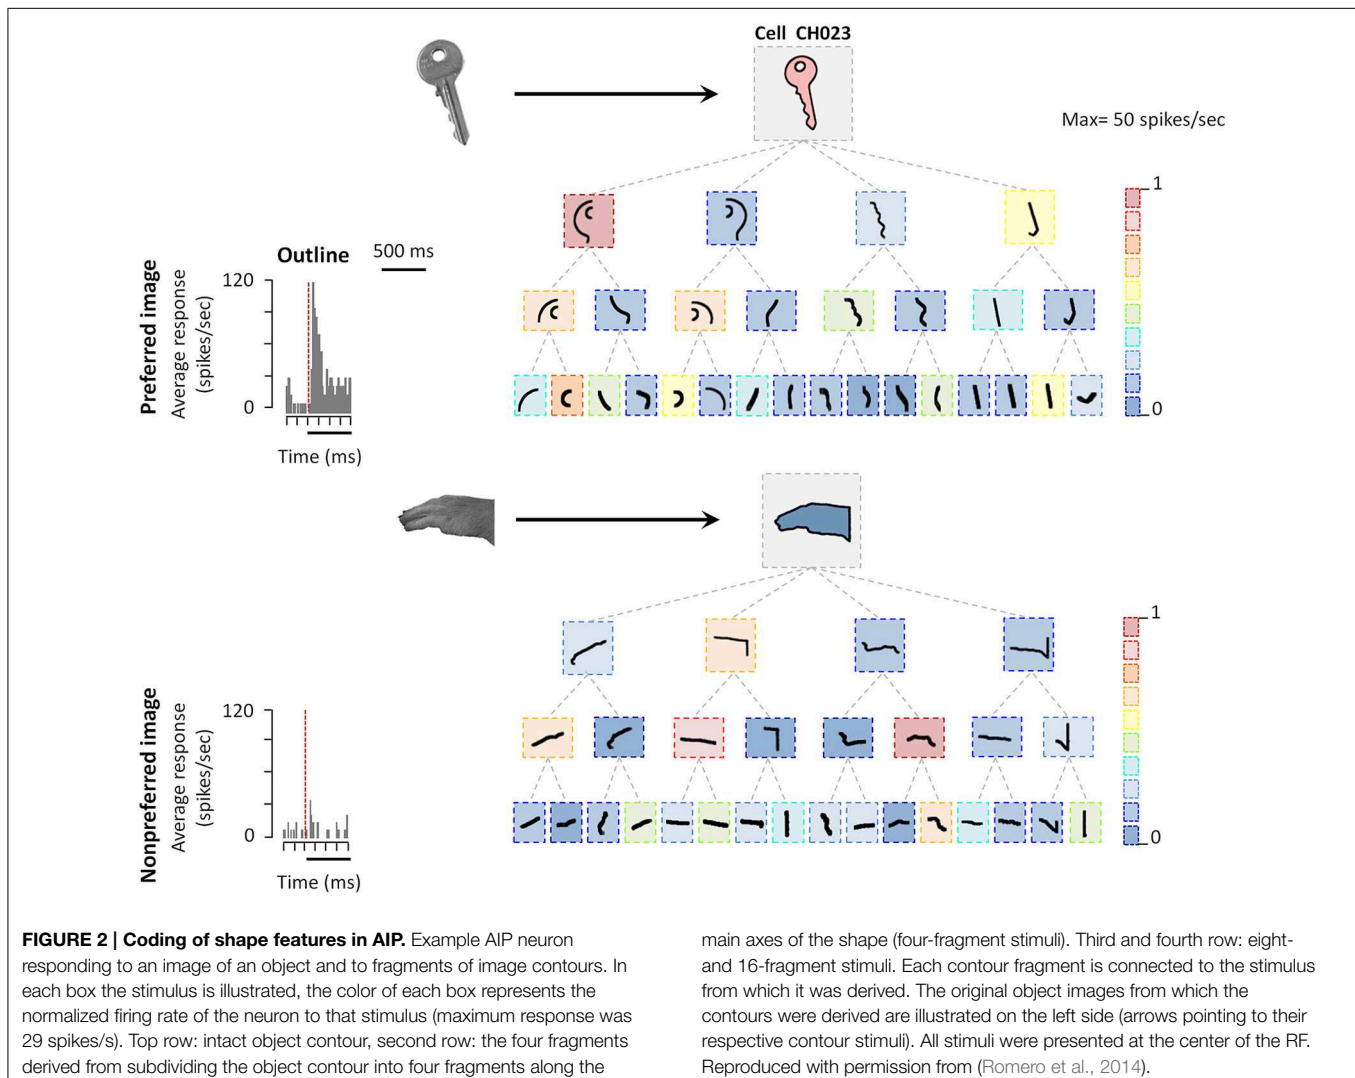 Cell CH023
Max= 50 spikes/sec
1
0
Outline
500 ms
Preferred image
Average response
(spikes/sec)
120
0
Time (ms)
1
0
Nonpreferred image
Average response
(spikes/sec)
120
0
Time (ms)
FIGURE 2 | Coding of shape features in AIP. Example AIP neuron
responding to an image of an object and to fragments of image contours. In
each box the stimulus is illustrated, the color of each box represents the
normalized firing rate of the neuron to that stimulus (maximum response was
29 spikes/s). Top row: intact object contour, second row: the four fragments
derived from subdividing the object contour into four fragments along the
main axes of the shape (four-fragment stimuli). Third and fourth row: eight-
and 16-fragment stimuli. Each contour fragment is connected to the stimulus
from which it was derived. The original object images from which the
contours were derived are illustrated on the left side (arrows pointing to their
respective contour stimuli). All stimuli were presented at the center of the RF.
Reproduced with permission from (Romero et al., 2014).